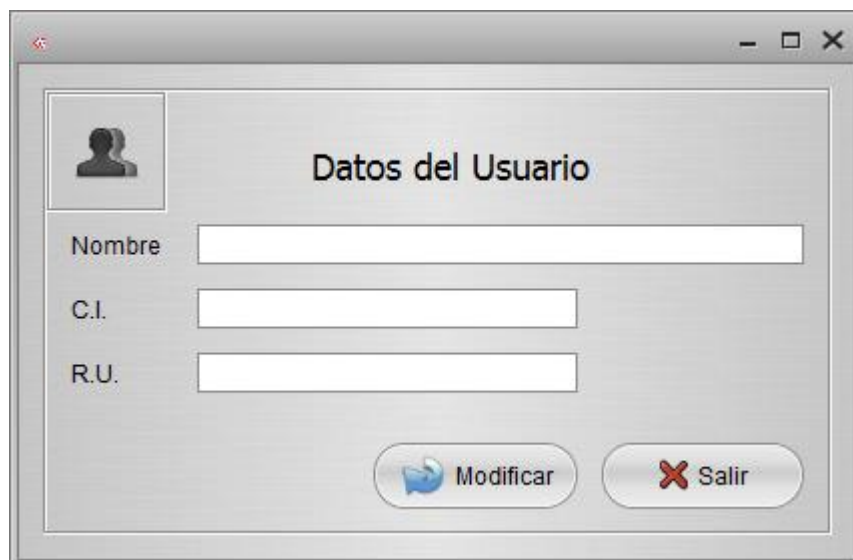 Datos del Usuario
Nombre
C.I.
R.U.
Modificar
Salir